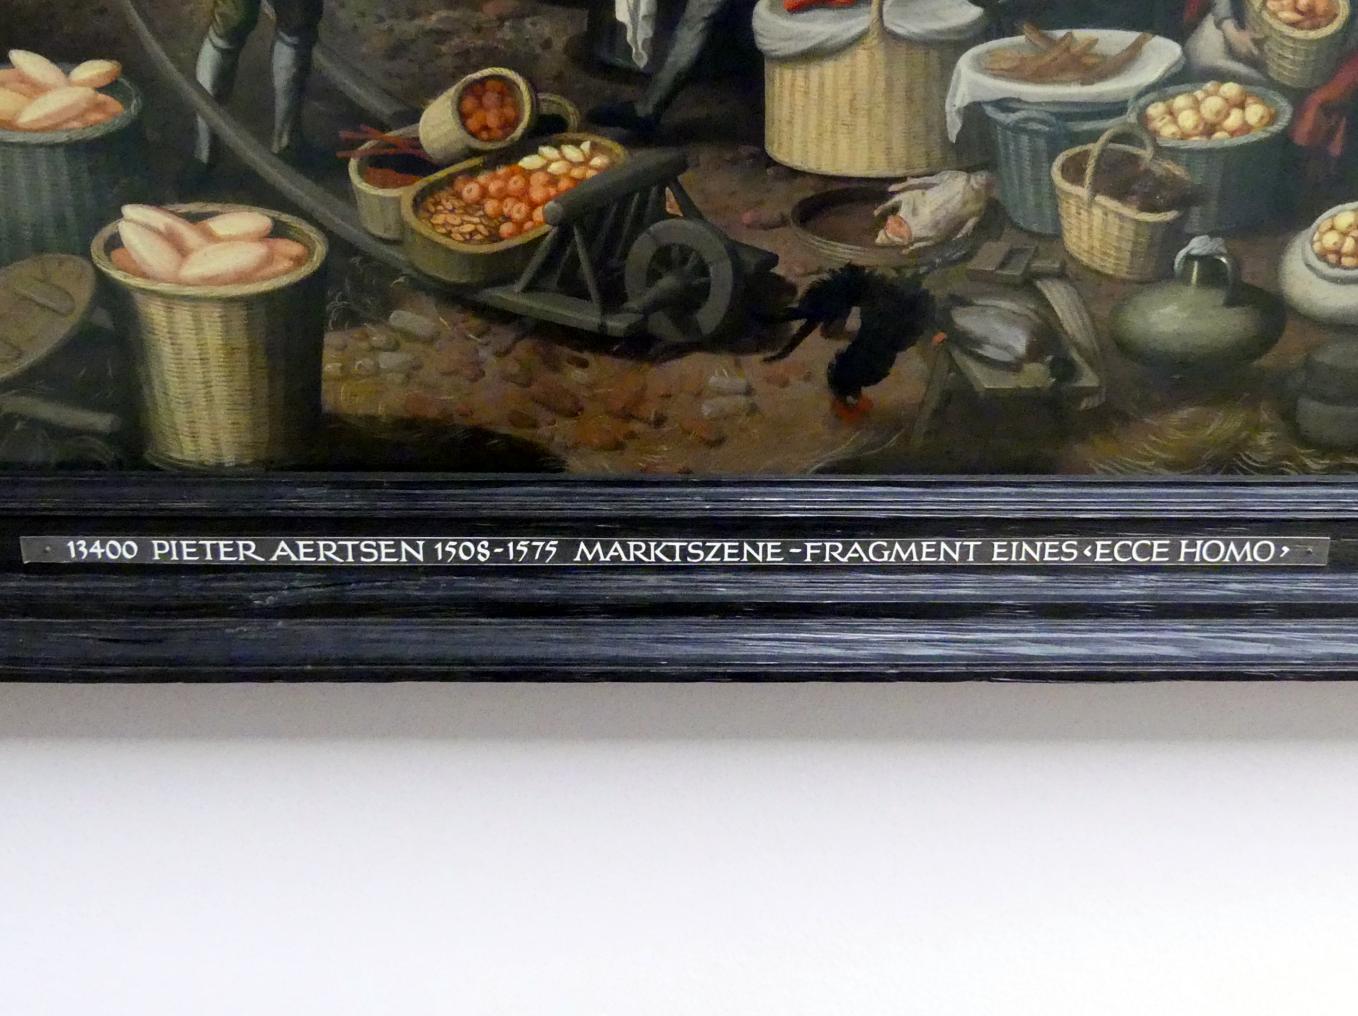 13400 PIETER AERTSEN 1508-1575 MARKTSZENE-FRAGMENT EINES ‹ECCE HOMO›